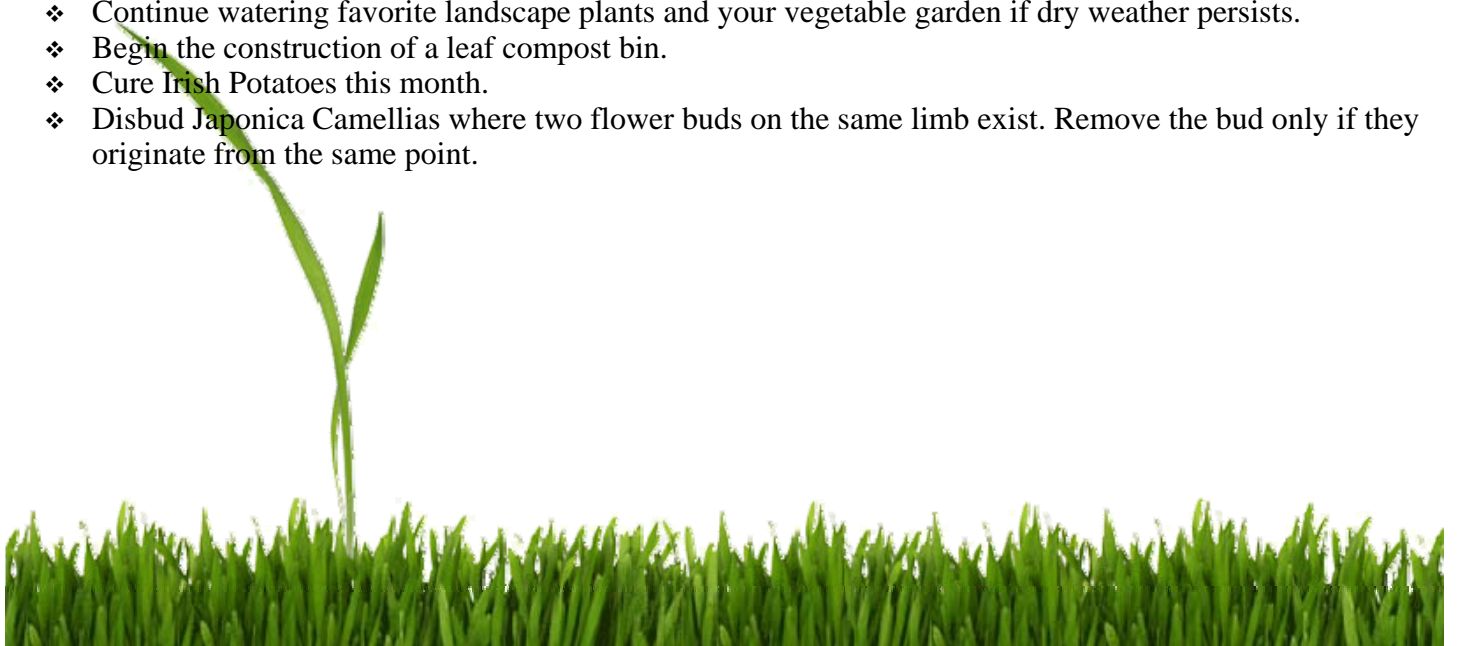 ❖ Continue watering favorite landscape plants and your vegetable garden if dry weather persists.
❖ Begin the construction of a leaf compost bin.
❖ Cure Irish Potatoes this month.
❖ Disbud Japonica Camellias where two flower buds on the same limb exist. Remove the bud only if they
originate from the same point.